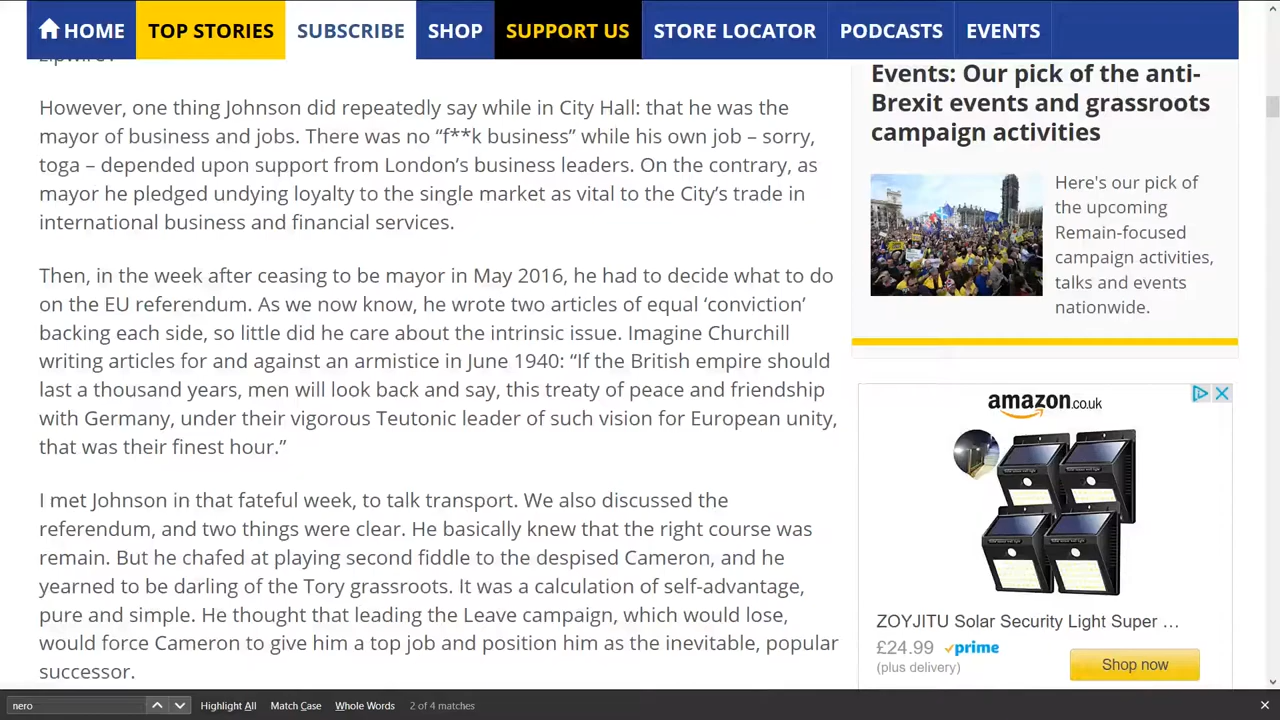 HOME TOP STORIES SUBSCRIBE SHOP SUPPORT US STORE LOCATOR PODCASTS EVENTS
However, one thing Johnson did repeatedly say while in City Hall: that he was the
mayor of business and jobs. There was no “f**k business” while his own job – sorry,
toga – depended upon support from London’s business leaders. On the contrary, as
mayor he pledged undying loyalty to the single market as vital to the City’s trade in
international business and financial services.
Then, in the week after ceasing to be mayor in May 2016, he had to decide what to do
on the EU referendum. As we now know, he wrote two articles of equal ‘conviction’
backing each side, so little did he care about the intrinsic issue. Imagine Churchill
writing articles for and against an armistice in June 1940: “If the British empire should
last a thousand years, men will look back and say, this treaty of peace and friendship
with Germany, under their vigorous Teutonic leader of such vision for European unity,
that was their finest hour.”
I met Johnson in that fateful week, to talk transport. We also discussed the
referendum, and two things were clear. He basically knew that the right course was
remain. But he chafed at playing second fiddle to the despised Cameron, and he
yearned to be darling of the Tory grassroots. It was a calculation of self-advantage,
pure and simple. He thought that leading the Leave campaign, which would lose,
would force Cameron to give him a top job and position him as the inevitable, popular
successor.
Events: Our pick of the anti-
Brexit events and grassroots
campaign activities
Here's our pick of
the upcoming
Remain-focused
campaign activities,
talks and events
nationwide.
amazon.co.uk
ZOYJITU Solar Security Light Super …
£24.99 prime
(plus delivery)
Shop now
nero Highlight All Match Case Whole Words 2 of 4 matches